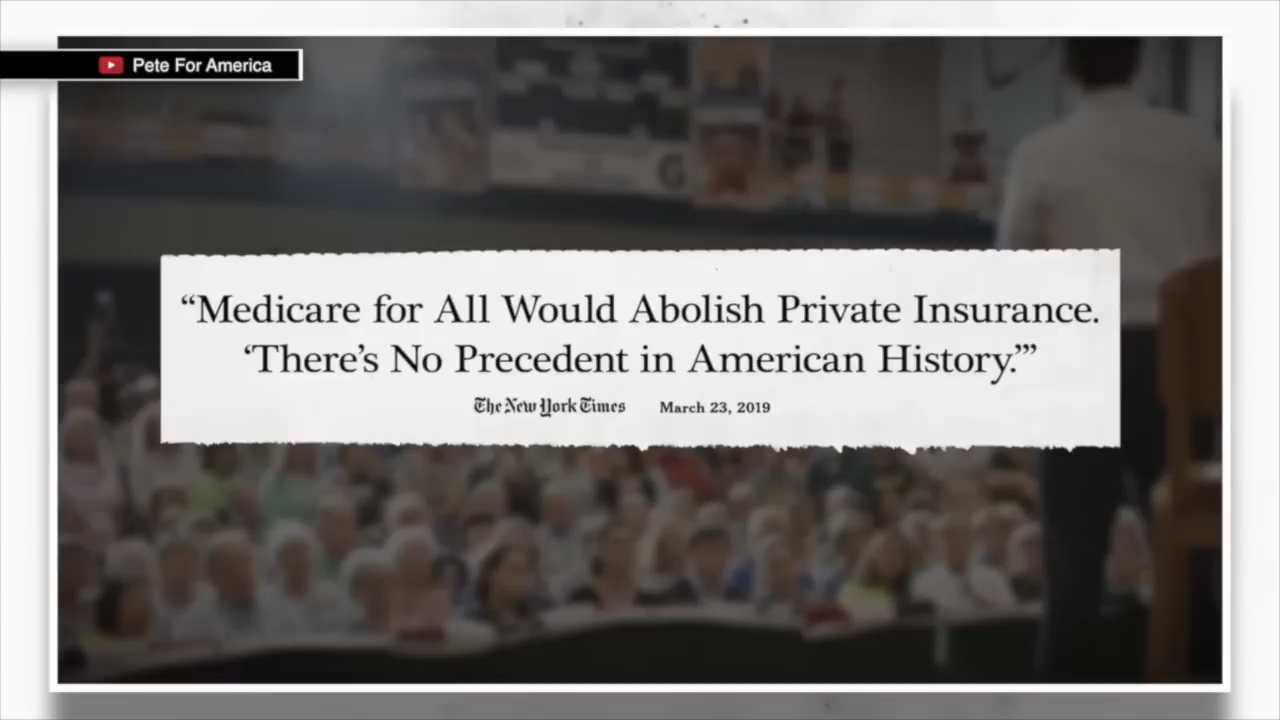 Pete For America
“Medicare for All Would Abolish Private Insurance.
‘There’s No Precedent in American History.’”
The New York Times March 23, 2019